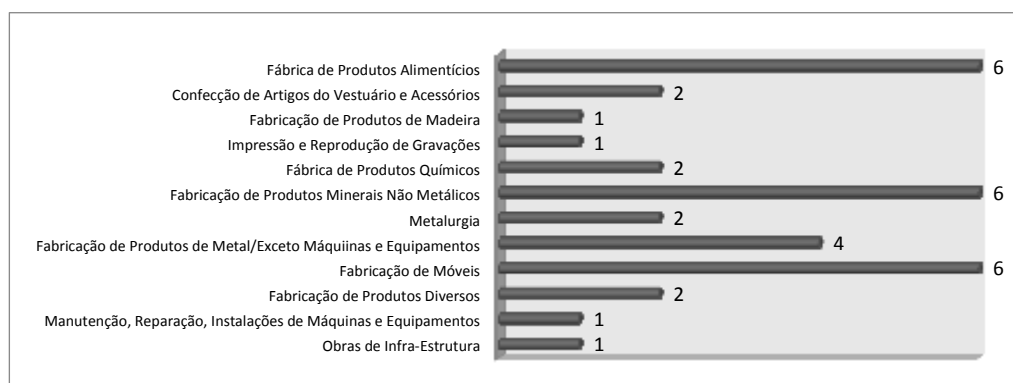 Fábrica de Produtos Alimentícios 6
Confecção de Artigos do Vestuário e Acessórios 2
Fabricação de Produtos de Madeira 1
Impressão e Reprodução de Gravações 1
Fábrica de Produtos Químicos 2
Fabricação de Produtos Minerais Não Metálicos 6
Metalurgia 2
Fabricação de Produtos de Metal/Exceto Máquiinas e Equipamentos 4
Fabricação de Móveis 6
Fabricação de Produtos Diversos 2
Manutenção, Reparação, Instalações de Máquinas e Equipamentos 1
Obras de Infra-Estrutura 1